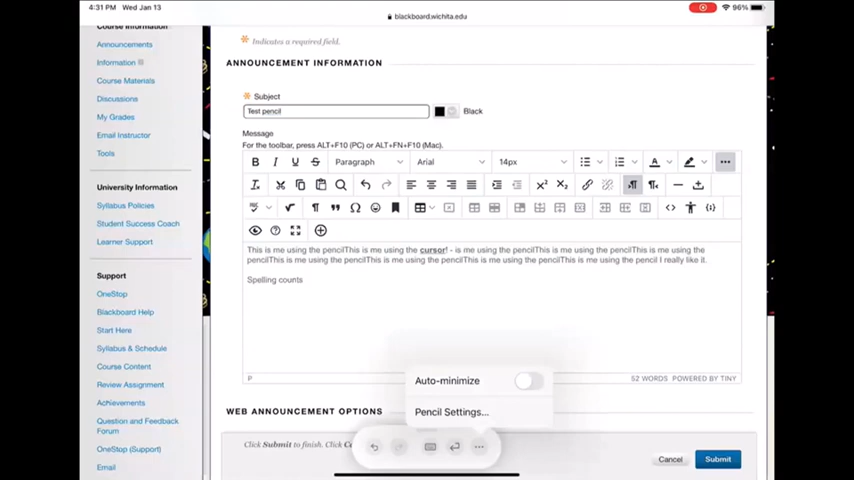 4:31 PM Wed Jan 13
blackboard.wichita.edu
96%
Course Information
Announcements
Information
Course Materials
Discussions
My Grades
Email Instructor
Tools
University Information
Syllabus Policies
Student Success Coach
Learner Support
Support
OneStop
Blackboard Help
Start Here
Syllabus & Schedule
Course Content
Review Assignment
Achievements
Question and Feedback
Forum
OneStop (Support)
Email
Indicates a required field.
ANNOUNCEMENT INFORMATION
Subject
Test pencil
Black
Message
For the toolbar, press ALT+F10 (PC) or ALT+FN+F10 (Mac).
Paragraph Arial 14px
This is me using the pencilThis is me using the cursor! - is me using the pencilThis is me using the pencilThis is me using the
pencilThis is me using the pencilThis is me using the pencilThis is me using the pencilThis is me using the pencil I really like it.
Spelling counts
P
52 WORDS POWERED BY TINY
Auto-minimize
Pencil Settings...
WEB ANNOUNCEMENT OPTIONS
Click Submit to finish. Click
Cancel
Submit